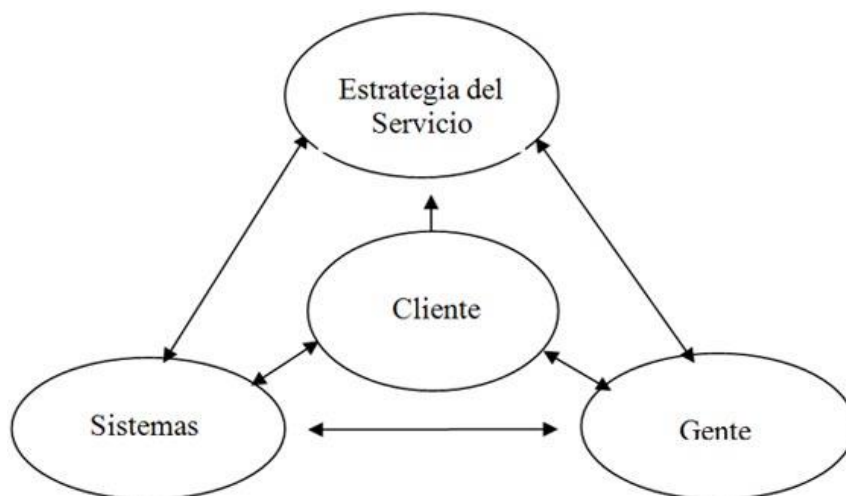 Estrategia del
Servicio
Cliente
Sistemas
Gente